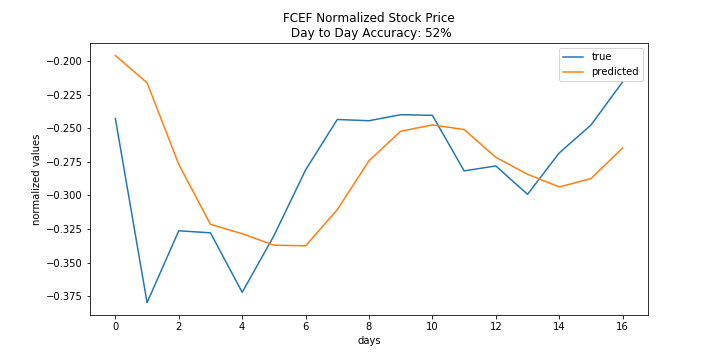 FCEF Normalized Stock Price
Day to Day Accuracy: 52%
true
predicted
normalized values
−0.200
−0.225
−0.250
−0.275
−0.300
−0.325
−0.350
−0.375
0 2 4 6 8 10 12 14 16
days